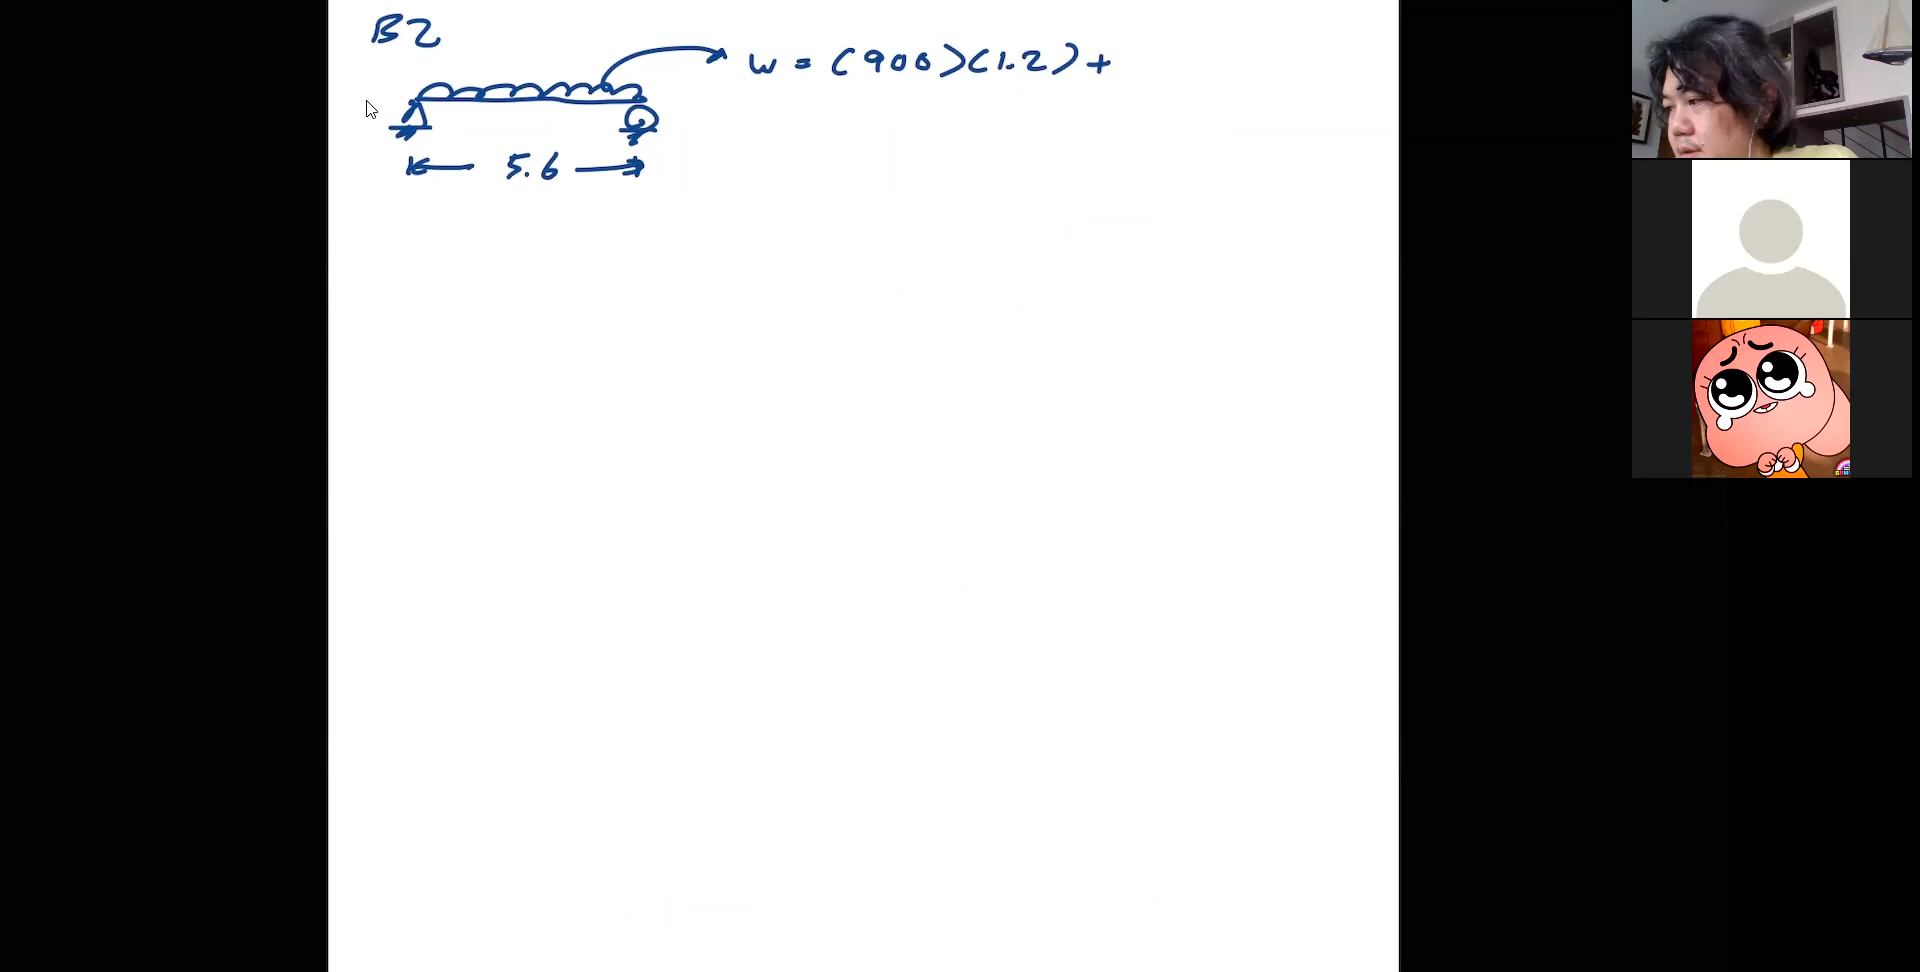 B2
w = (900)(1.2) +
5.6